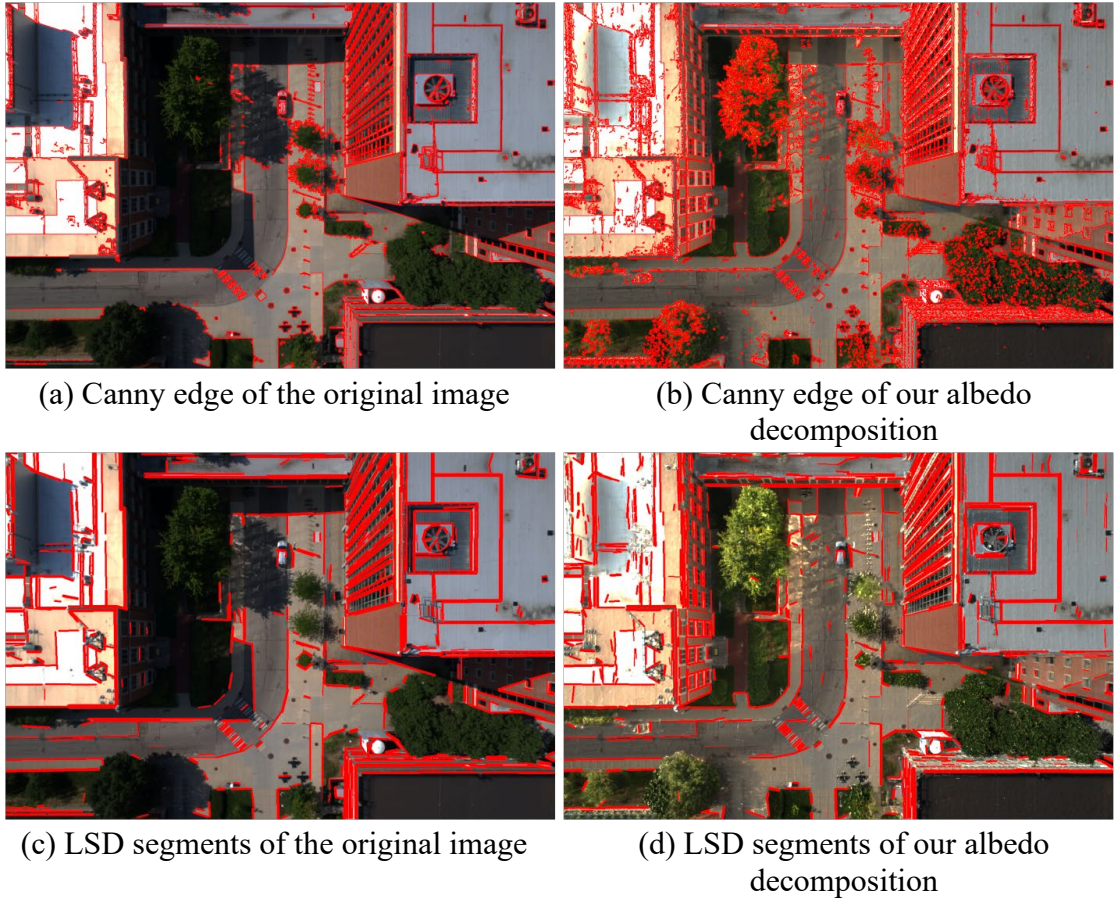 (a) Canny edge of the original image
(b) Canny edge of our albedo
decomposition
(c) LSD segments of the original image
(d) LSD segments of our albedo
decomposition